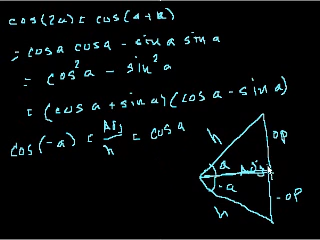 cos(2a) = cos(a+a)
= cos a cos a - sin a sin a
= cos² a - sin² a
= (cos a + sin a)(cos a - sin a)
cos(-a) = Adj/h = cos a
h
op
a
Adj
-a
h
-op